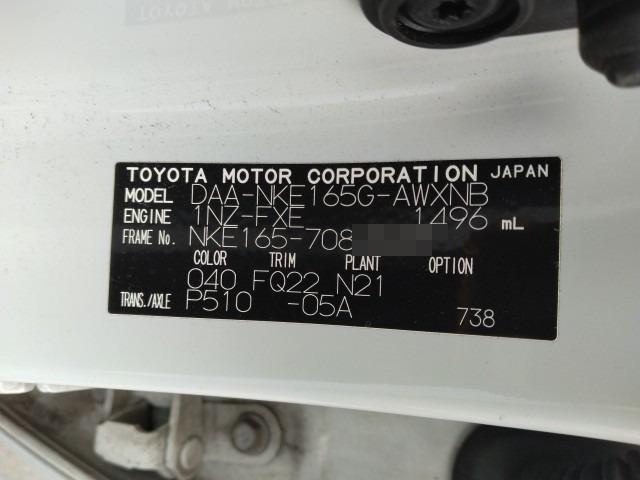 TOYOTA MOTOR CORPORATION JAPAN
MODEL DAA-NKE165G-AWXNB
ENGINE 1NZ-FXE 1496 mL
FRAME No. NKE165-708
COLOR TRIM PLANT OPTION
040 FQ22 N21
TRANS./AXLE P510 -05A
738